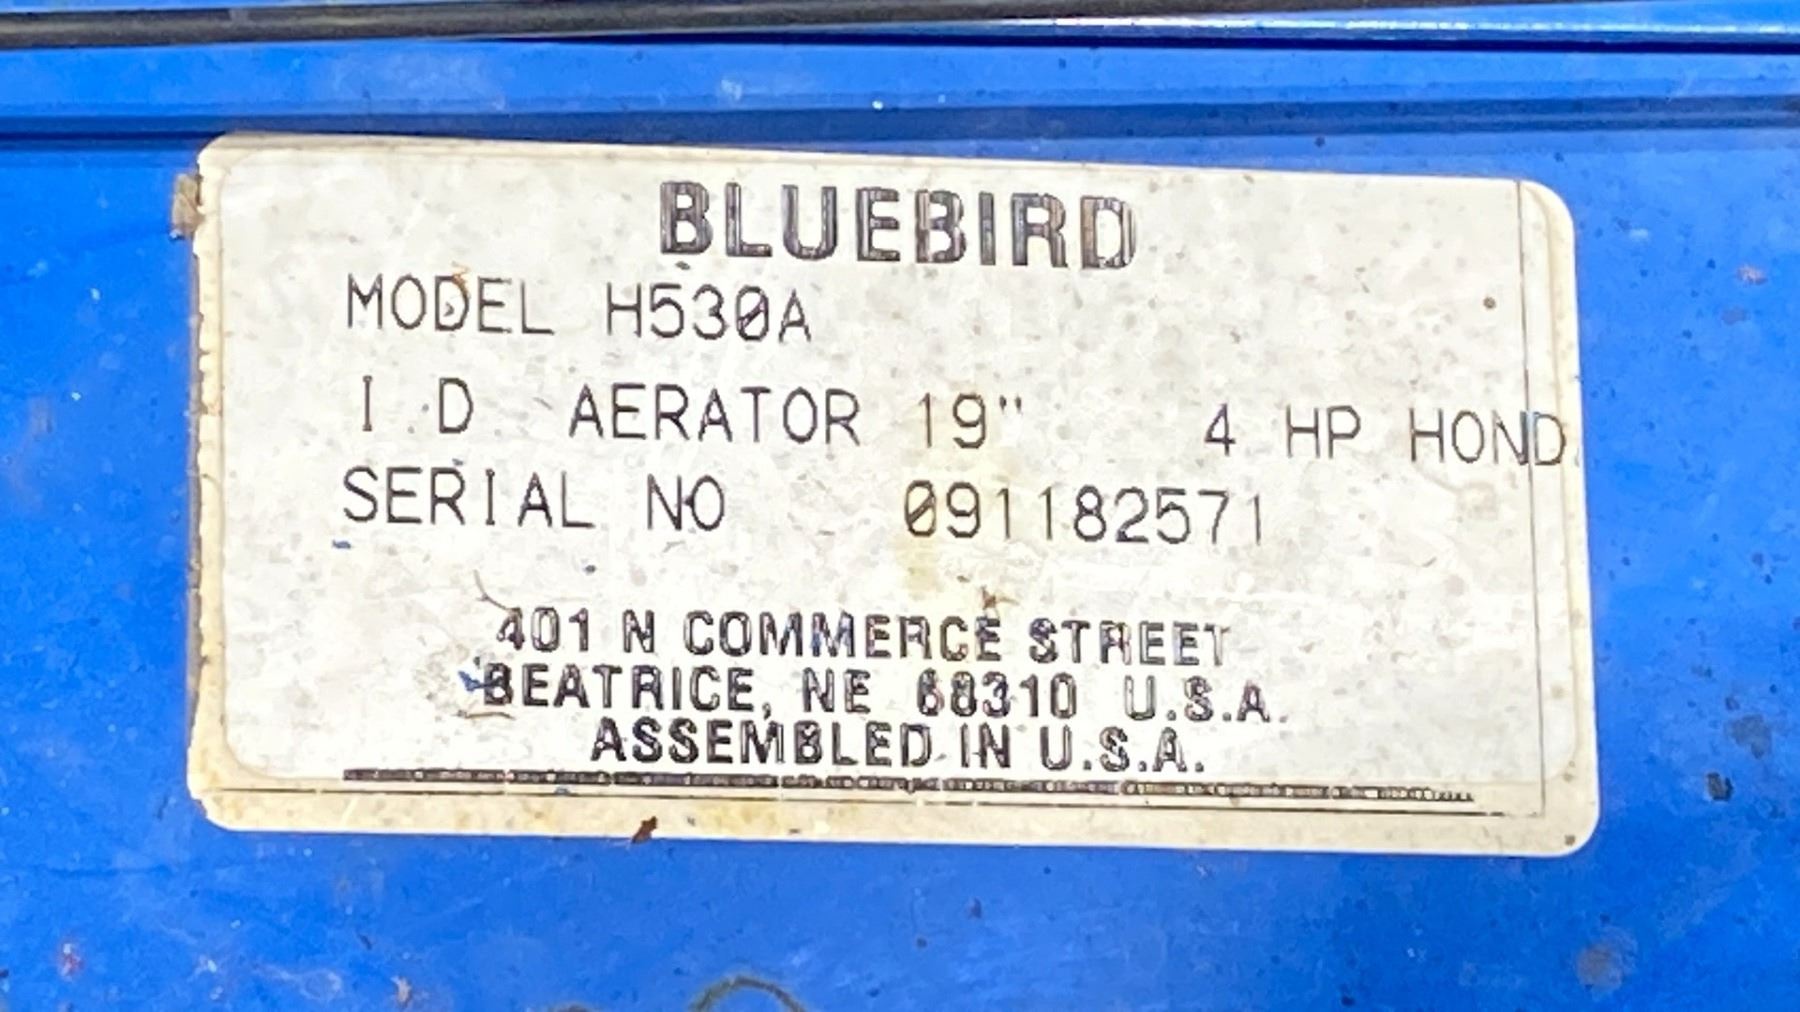 BLUEBIRD
MODEL H530A
I.D AERATOR 19" 4 HP HOND
SERIAL NO 091182571
401 N COMMERCE STREET
BEATRICE, NE 68310 U.S.A.
ASSEMBLED IN U.S.A.